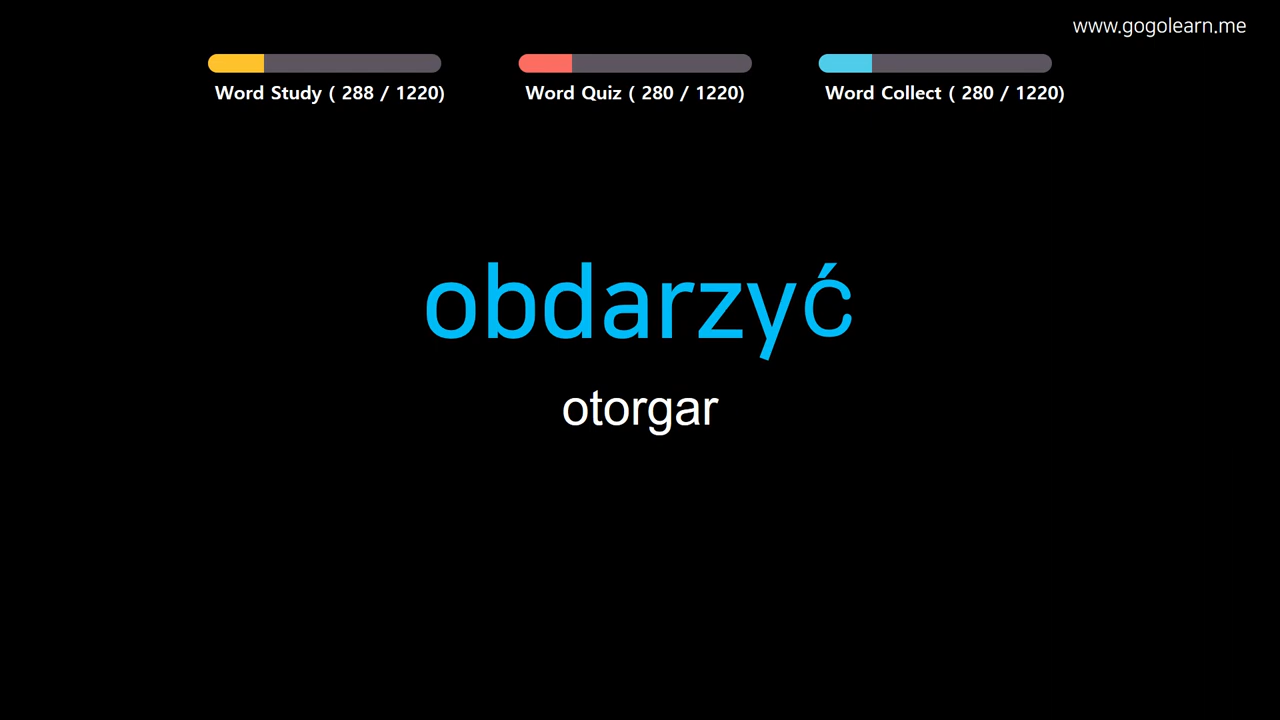 www.gogolearn.me
Word Study ( 288 / 1220)
Word Quiz ( 280 / 1220)
Word Collect ( 280 / 1220)
obdarzyć
otorgar